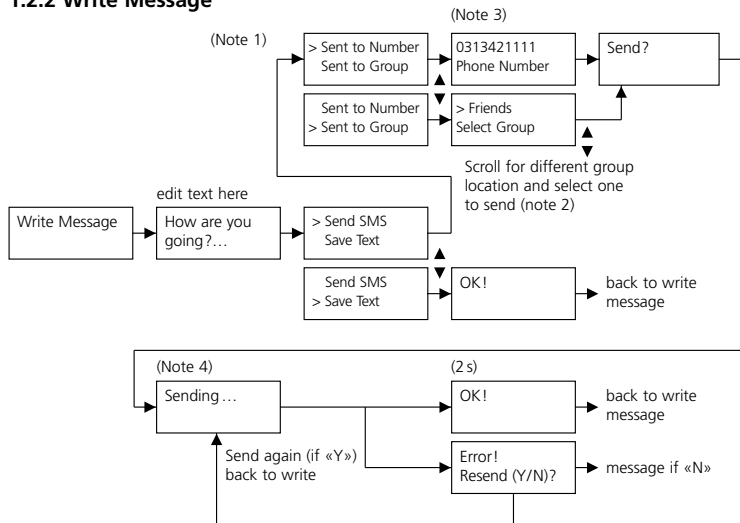 1.2.2 Write Message
(Note 3)
(Note 1)
> Sent to Number
Sent to Group
0313421111
Phone Number
Send?
Sent to Number
> Sent to Group
> Friends
Select Group
Scroll for different group
location and select one
to send (note 2)
edit text here
Write Message
How are you
going?...
> Send SMS
Save Text
Send SMS
> Save Text
OK!
back to write
message
(Note 4)
(2 s)
Sending...
OK!
back to write
message
Send again (if «Y»)
back to write
Error!
Resend (Y/N)?
message if «N»